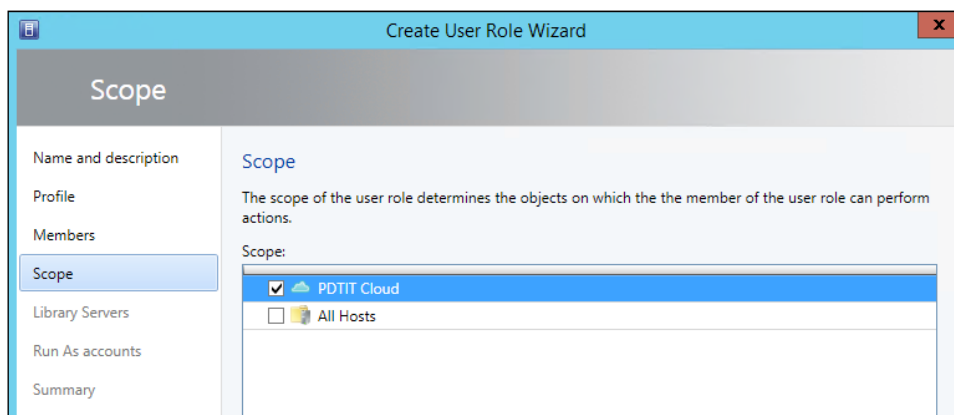 Create User Role Wizard
x
Scope
Name and description
Profile
Members
Scope
Library Servers
Run As accounts
Summary
Scope
The scope of the user role determines the objects on which the the member of the user role can perform
actions.
Scope:
PDTIT Cloud
All Hosts